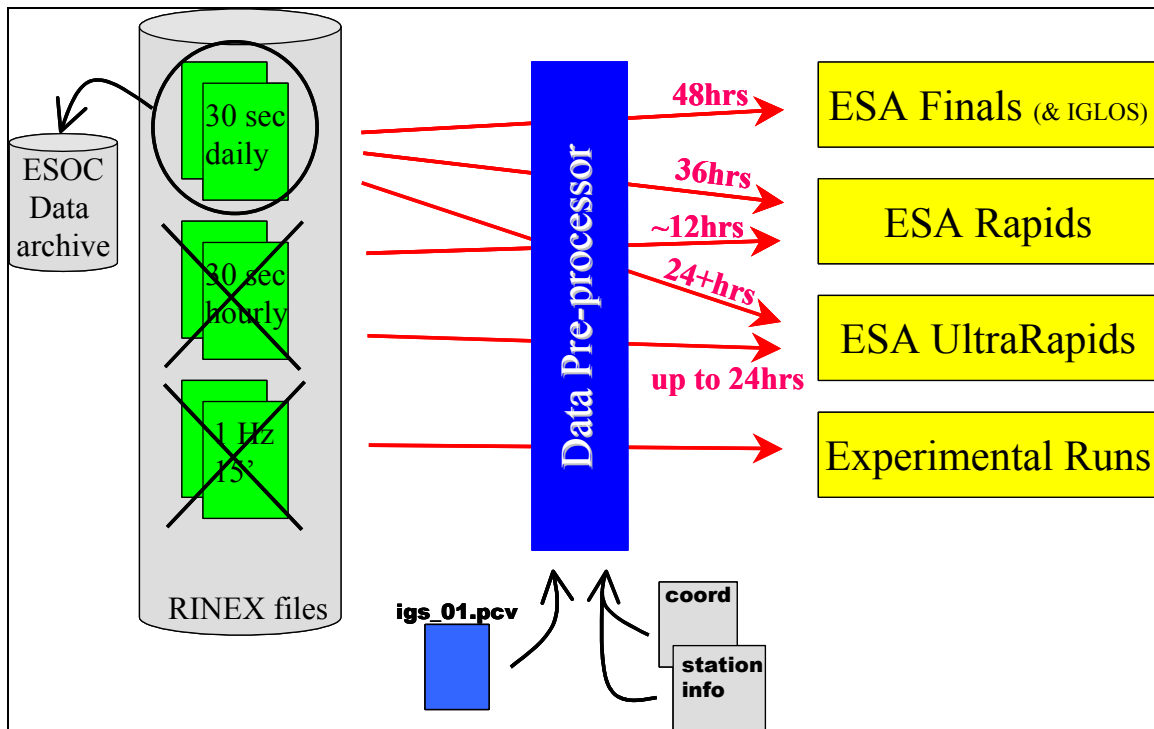 30 sec
daily
ESOC
Data
archive
30 sec
hourly
1 Hz
15'
RINEX files
Data Pre-processor
48hrs
36hrs
~12hrs
24+hrs
up to 24hrs
ESA Finals (& IGLOS)
ESA Rapids
ESA UltraRapids
Experimental Runs
igs_01.pcv
coord
station
info